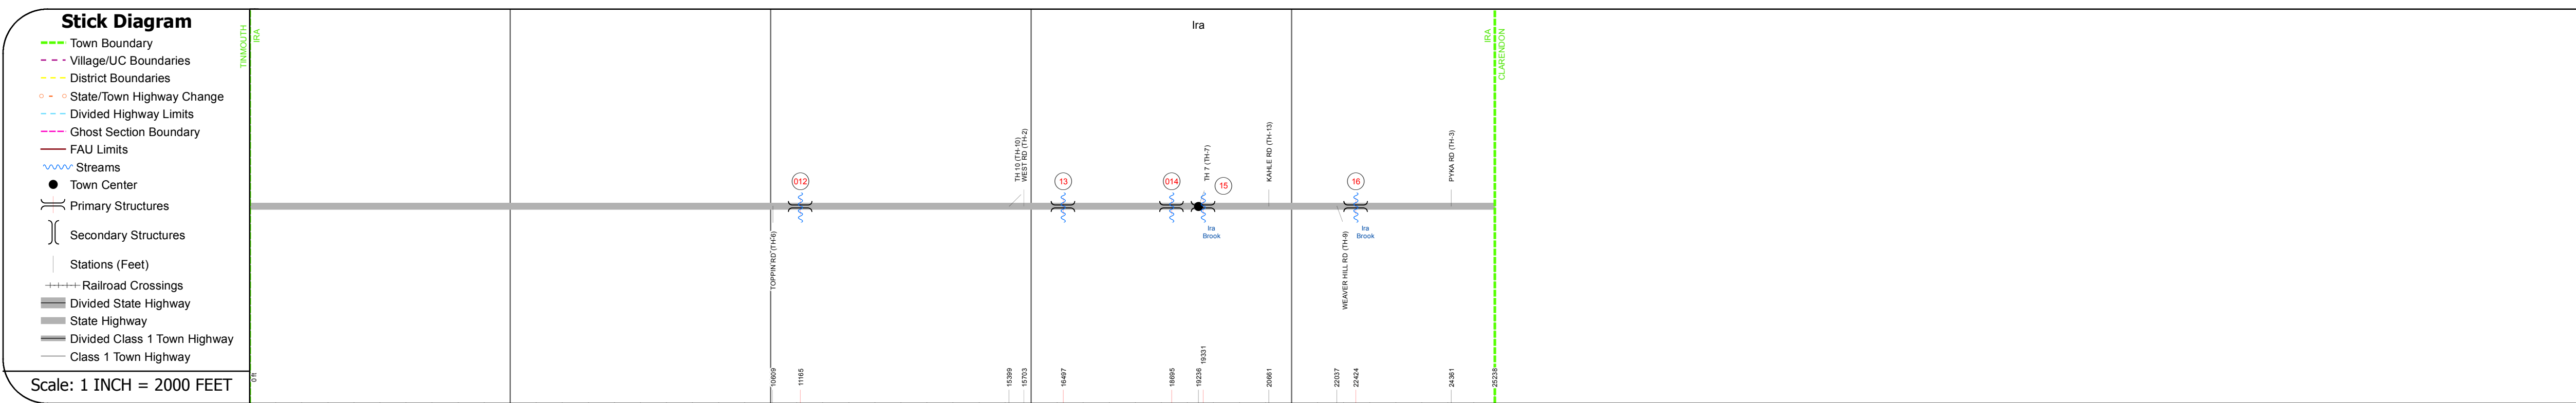 Stick Diagram
Town Boundary
Village/UC Boundaries
District Boundaries
State/Town Highway Change
Divided Highway Limits
Ghost Section Boundary
FAU Limits
Streams
Town Center
Primary Structures
Secondary Structures
Stations (Feet)
Railroad Crossings
Divided State Highway
State Highway
Divided Class 1 Town Highway
Class 1 Town Highway
Scale: 1 INCH = 2000 FEET
TINMOUTH
IRA
Ira
IRA
CLARENDON
TH 10 (TH-10)
WEST RD (TH-2)
TH 7 (TH-7)
KAHLE RD (TH-13)
PYKA RD (TH-3)
012
13
014
15
16
Ira
Brook
Ira
Brook
TOPPIN RD (TH-6)
WEAVER HILL RD (TH-9)
0 ft
10609
11165
15399
15703
16497
18695
19236
19331
20661
22037
22424
24361
25238